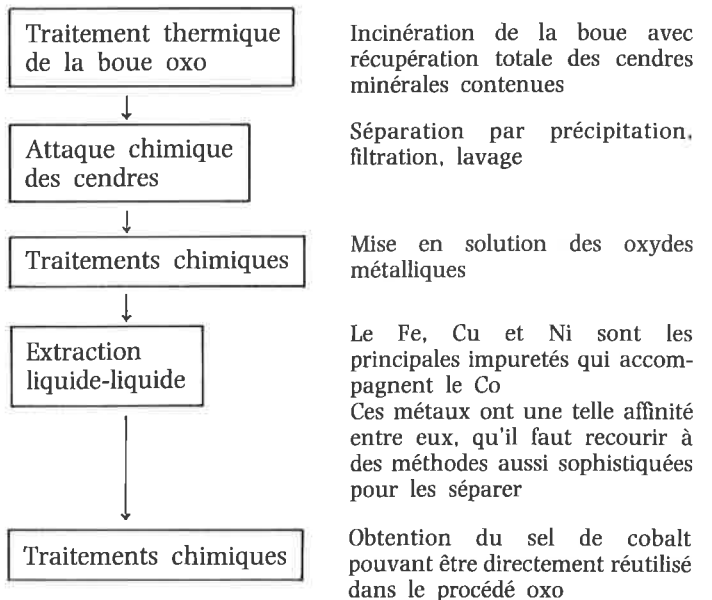 Traitement thermique
de la boue oxo
Incinération de la boue avec
récupération totale des cendres
minérales contenues
Attaque chimique
des cendres
Séparation par précipitation,
filtration, lavage
Traitements chimiques
Mise en solution des oxydes
métalliques
Extraction
liquide-liquide
Le Fe, Cu et Ni sont les
principales impuretés qui accom-
pagnent le Co
Ces métaux ont une telle affinité
entre eux, qu'il faut recourir à
des méthodes aussi sophistiquées
pour les séparer
Traitements chimiques
Obtention du sel de cobalt
pouvant être directement réutilisé
dans le procédé oxo